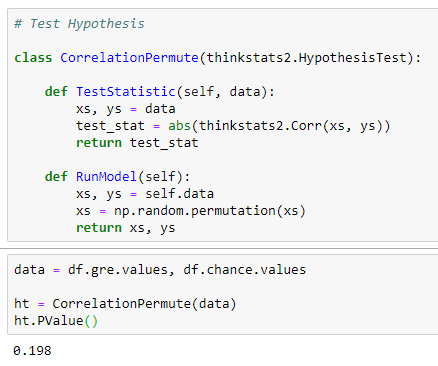 # Test Hypothesis
class CorrelationPermute(thinkstats2.HypothesisTest):
    def TestStatistic(self, data):
        xs, ys = data
        test_stat = abs(thinkstats2.Corr(xs, ys))
        return test_stat
    def RunModel(self):
        xs, ys = self.data
        xs = np.random.permutation(xs)
        return xs, ys
data = df.gre.values, df.chance.values
ht = CorrelationPermute(data)
ht.PValue()
0.198